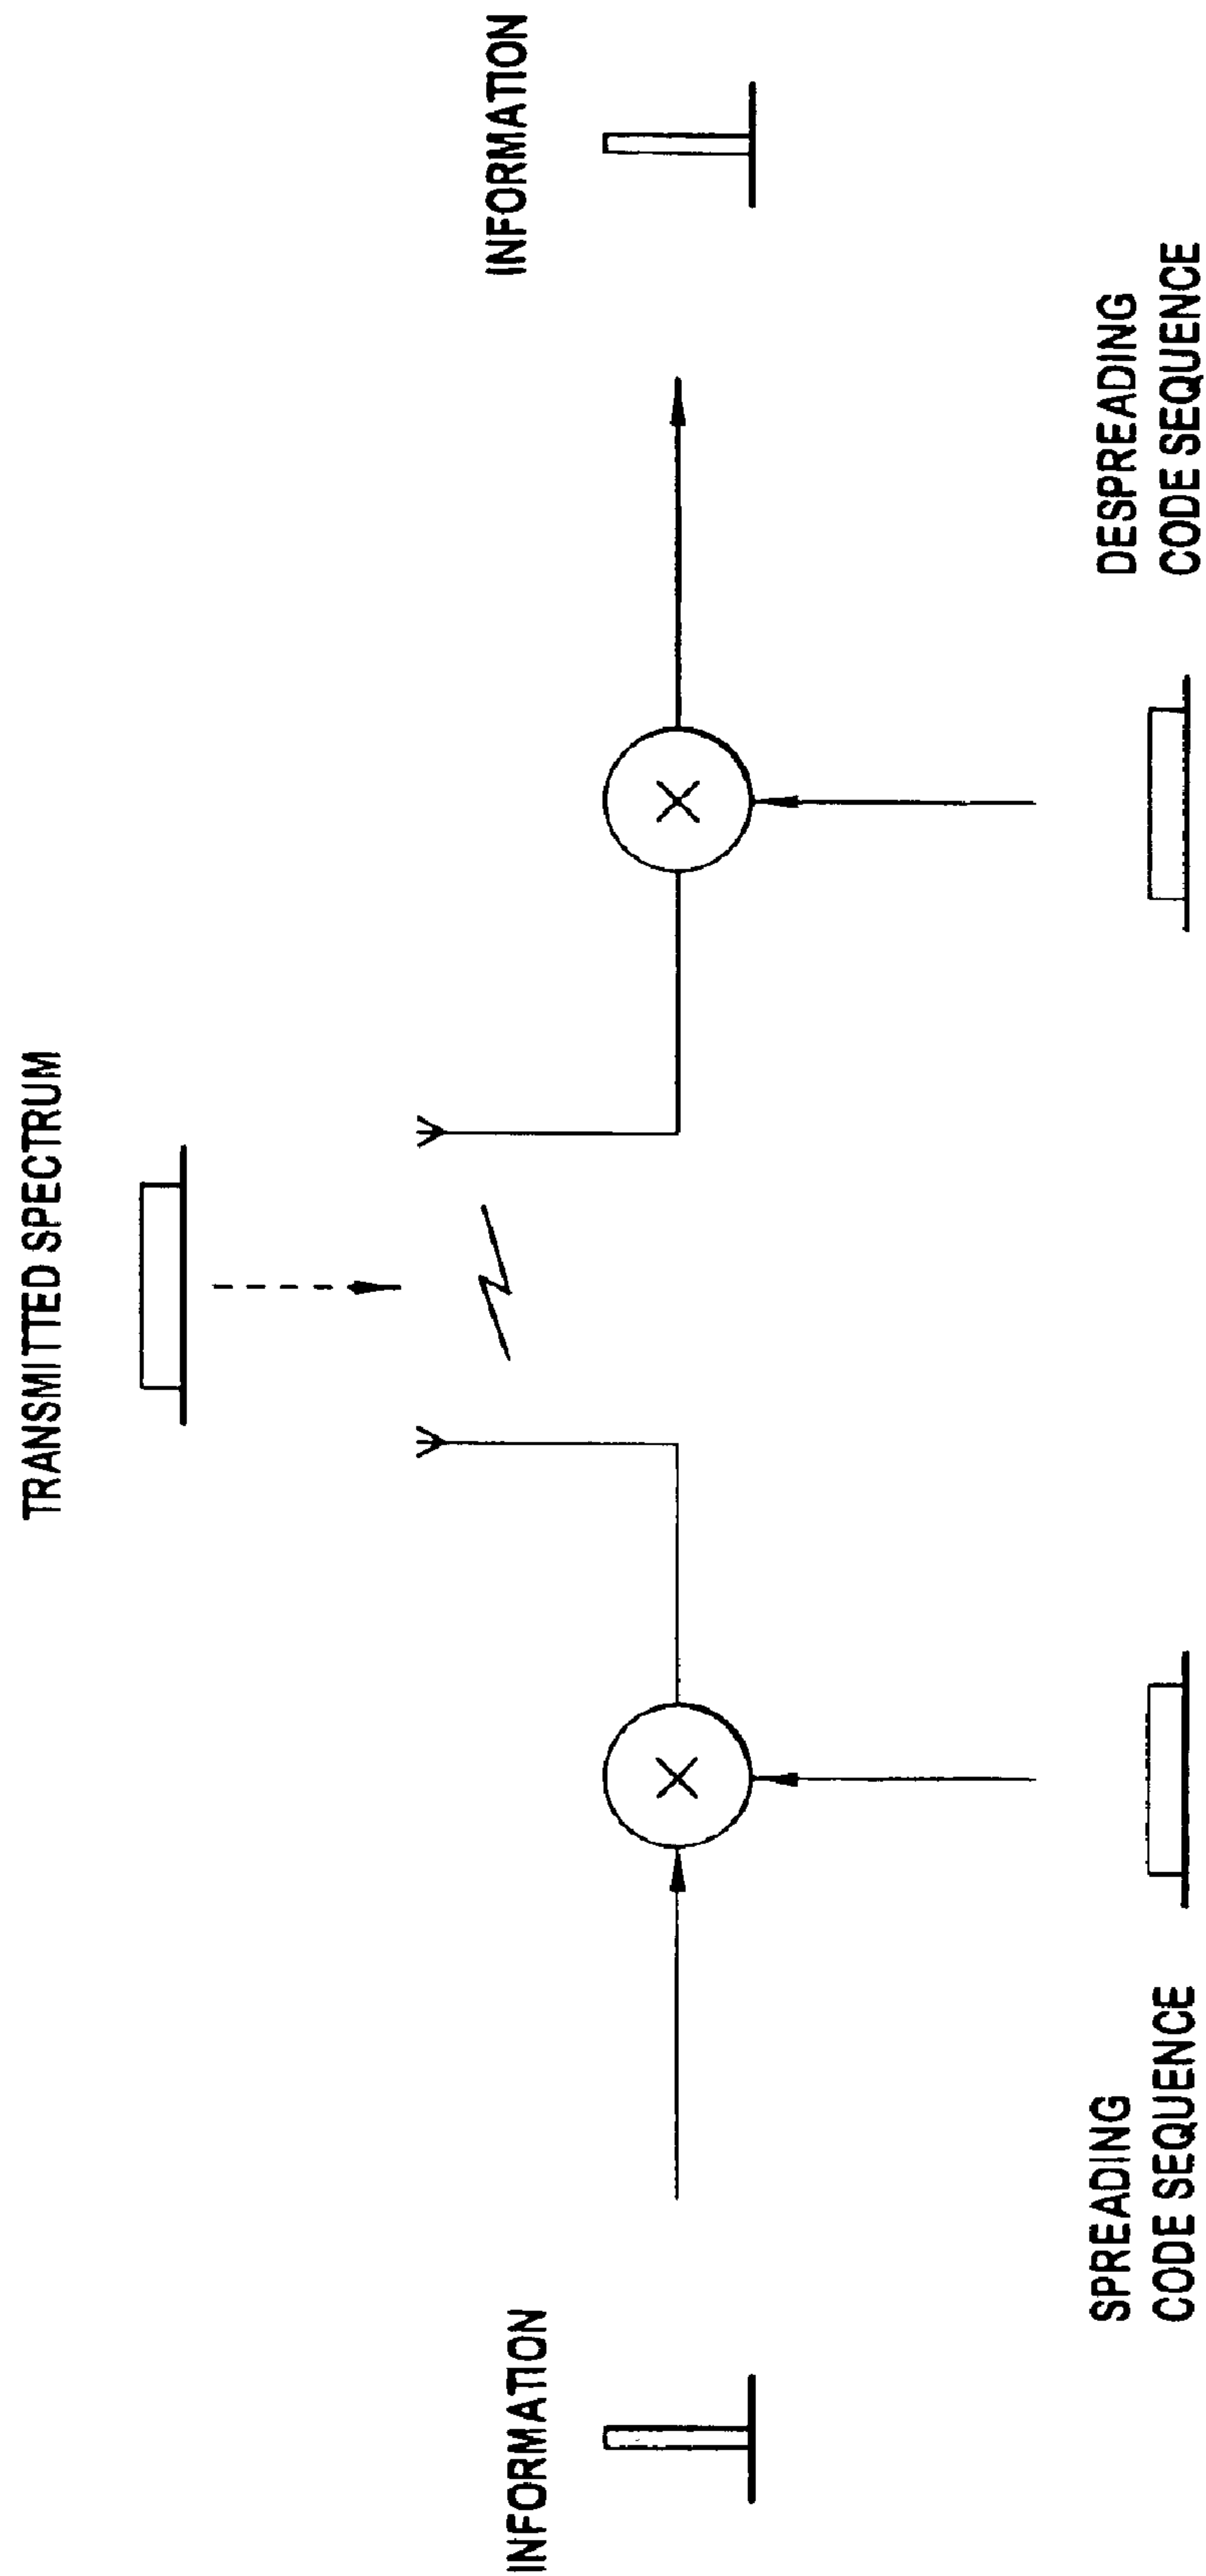 TRANSMITTED SPECTRUM
INFORMATION
INFORMATION
SPREADING
CODE SEQUENCE
DESPREADING
CODE SEQUENCE